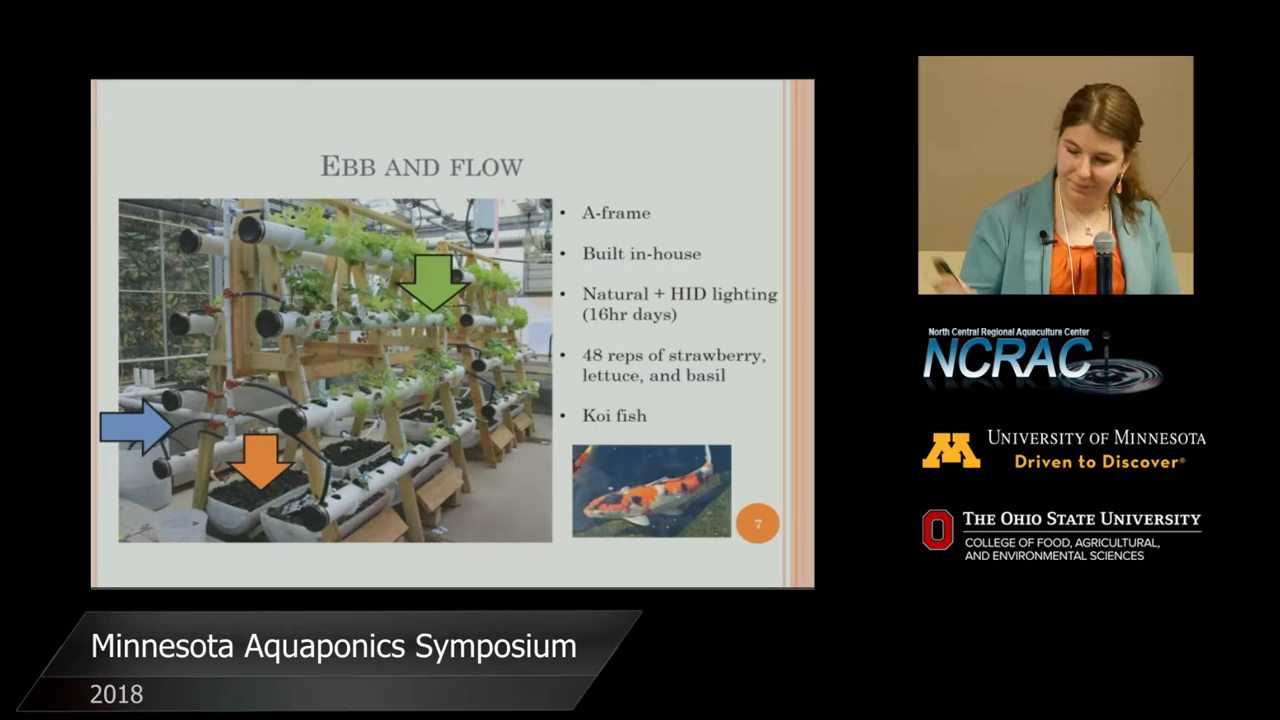 EBB AND FLOW
• A-frame
• Built in-house
• Natural + HID lighting
(16hr days)
• 48 reps of strawberry,
lettuce, and basil
• Koi fish
7
North Central Regional Aquaculture Center
NCRAC
M UNIVERSITY OF MINNESOTA
Driven to Discover®
O THE OHIO STATE UNIVERSITY
COLLEGE OF FOOD, AGRICULTURAL,
AND ENVIRONMENTAL SCIENCES
Minnesota Aquaponics Symposium
2018